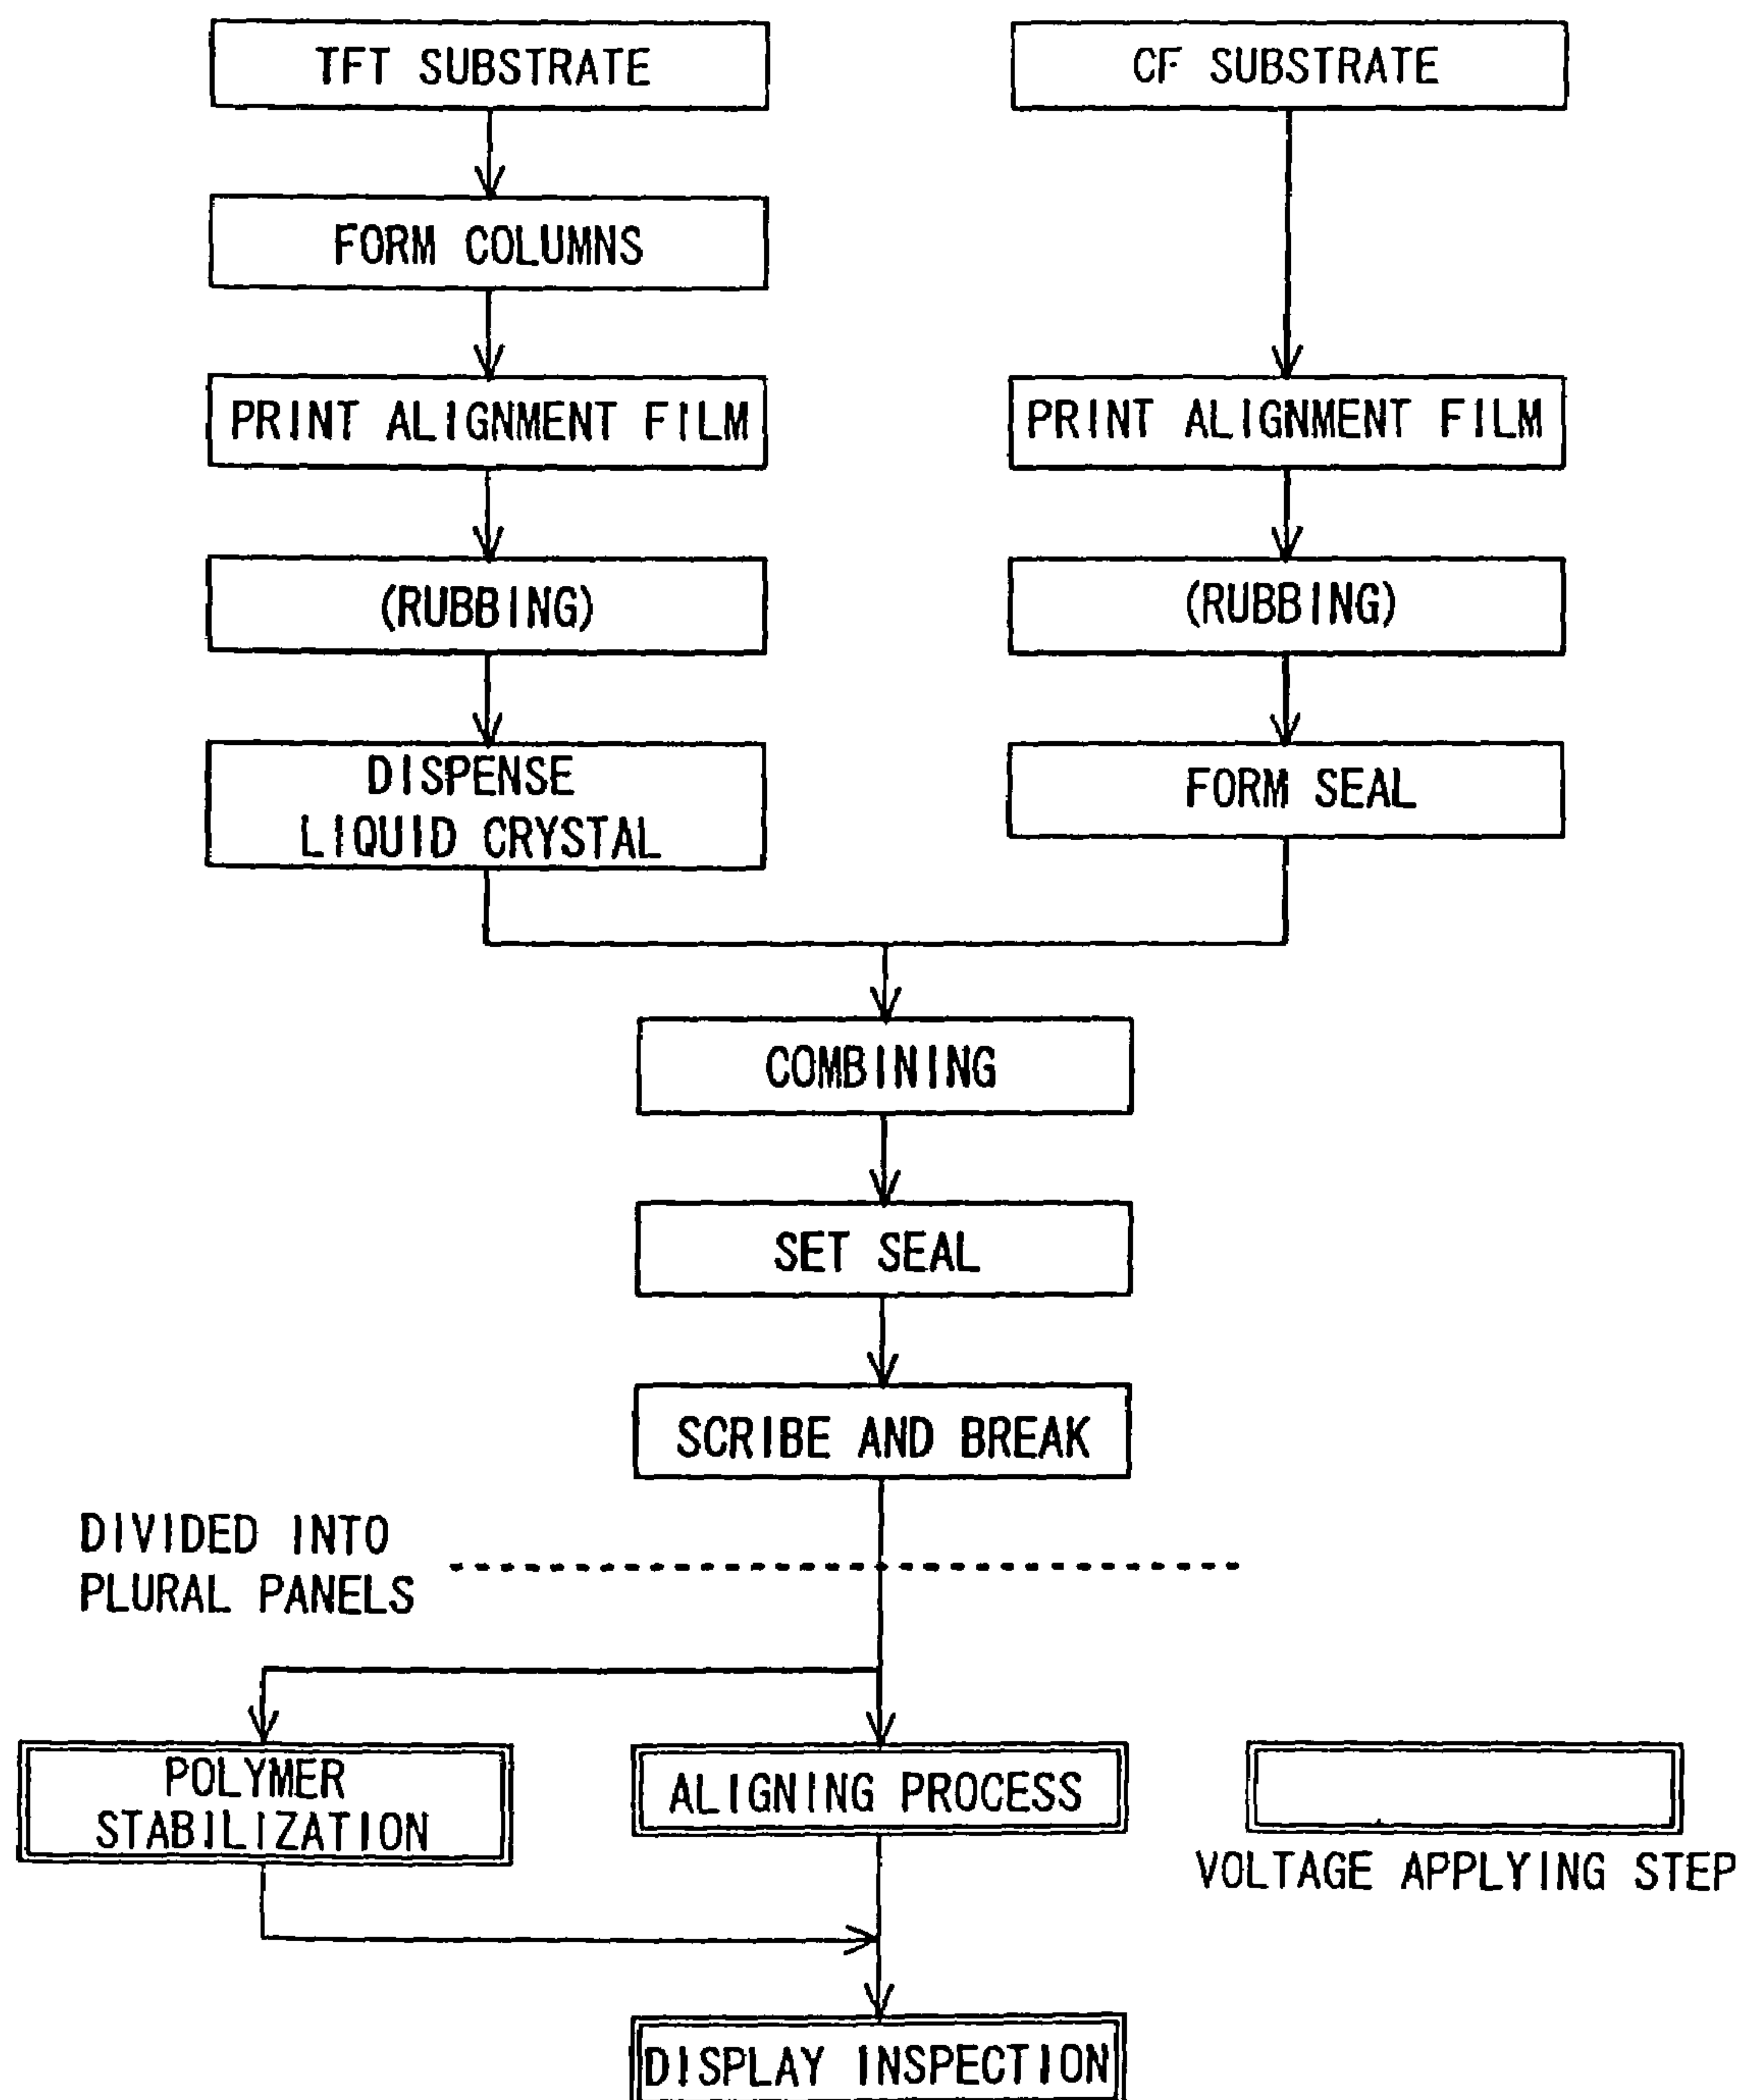 TFT SUBSTRATE
CF SUBSTRATE
FORM COLUMNS
PRINT ALIGNMENT FILM
PRINT ALIGNMENT FILM
(RUBBING)
(RUBBING)
DISPENSE
LIQUID CRYSTAL
FORM SEAL
COMBINING
SET SEAL
SCRIBE AND BREAK
DIVIDED INTO
PLURAL PANELS
POLYMER
STABILIZATION
ALIGNING PROCESS
VOLTAGE APPLYING STEP
DISPLAY INSPECTION